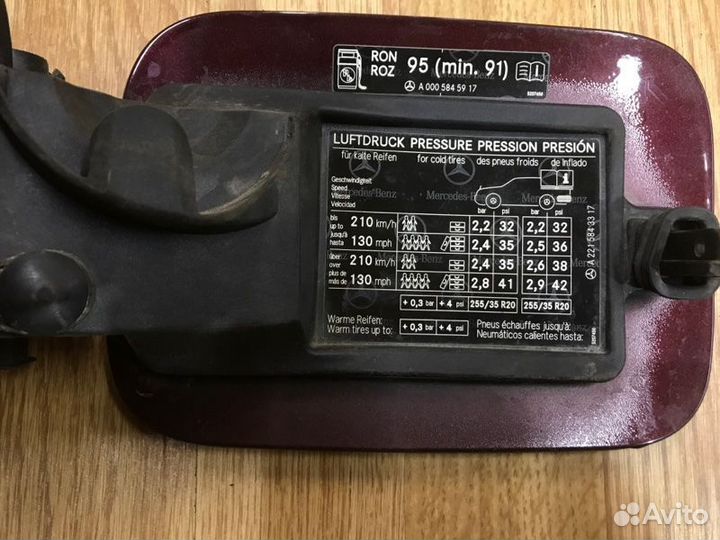 RON 95 (min. 91)
ROZ
A 000 584 59 17
LUFTDRUCK PRESSURE PRESSION PRESIÓN
für kalte Reifen for cold tires des pneus froids de Inflado
Mercedes-Benz
1
Geschwindigkeit
Speed
Vitesse
Velocidad
bar psi bar psi
bis
up to 210 km/h 2,2 32 2,2 32
jusqu'à
hasta 130 mph 2,4 35 2,5 36
über
over 210 km/h 2,4 35 2,6 38
plus de
más de 130 mph 2,8 41 2,9 42
+ 0,3 bar + 4 psi 255/35 R20 255/35 R20
Warme Reifen:
Warm tires up to: + 0,3 bar + 4 psi
Pneus échauffes jusqu'à:
Neumáticos calientes hasta:
A 221 584 33 17
Avito